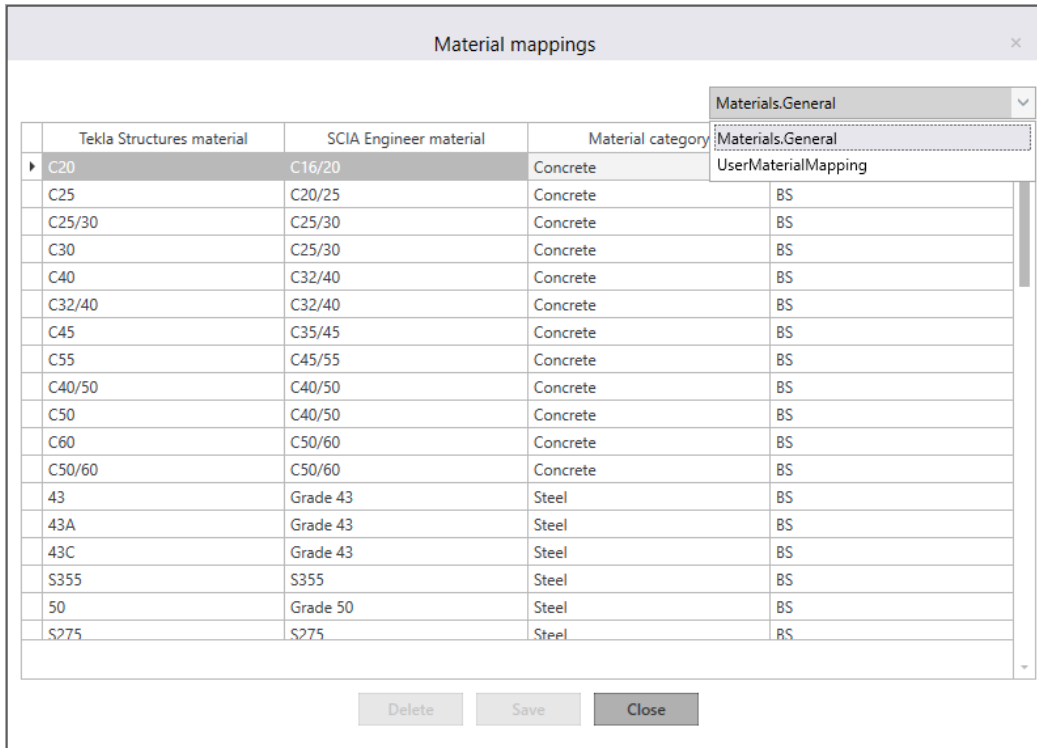 Material mappings
Materials.General
Tekla Structures material SCIA Engineer material Material category Materials.General
C20 C16/20 Concrete UserMaterialMapping
C25 C20/25 Concrete BS
C25/30 C25/30 Concrete BS
C30 C25/30 Concrete BS
C40 C32/40 Concrete BS
C32/40 C32/40 Concrete BS
C45 C35/45 Concrete BS
C55 C45/55 Concrete BS
C40/50 C40/50 Concrete BS
C50 C40/50 Concrete BS
C60 C50/60 Concrete BS
C50/60 C50/60 Concrete BS
43 Grade 43 Steel BS
43A Grade 43 Steel BS
43C Grade 43 Steel BS
S355 S355 Steel BS
50 Grade 50 Steel BS
S275 S275 Steel BS
Delete Save Close